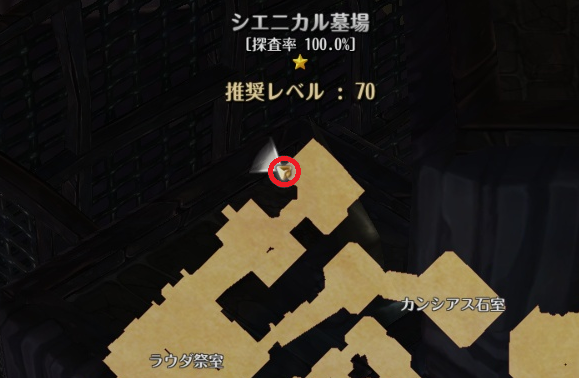 シエニカル墓場
[探査率 100.0%]
推奨レベル : 70
カンシアス石室
ラウダ祭室